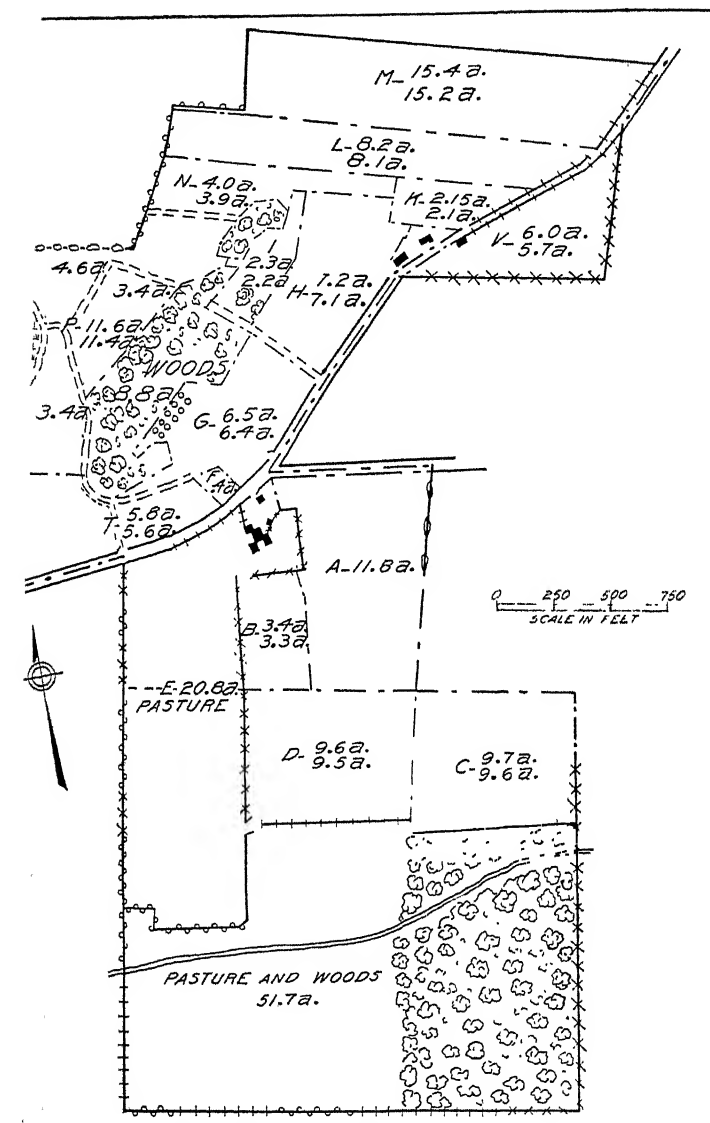 M- 15.4a.
15.2a.
L- 8.2a.
8.1a.
N- 4.0a.
3.9a.
K- 2.15a.
2.1a.
V- 6.0a.
5.7a.
4.6a
3.4a.
2.3a
2.2a
H- 7.2a.
7.1a.
P- 11.6a.
11.4a
WOODS
8.8a
3.4a
G- 6.5a.
6.4a.
F
.4a
T- 5.8a.
5.6a.
A- 11.8a.
0 250 500 750
SCALE IN FEET
B- 3.4a
3.3a
E- 20.8a
PASTURE
D- 9.6a.
9.5a.
C- 9.7a.
9.6a.
PASTURE AND WOODS
51.7a.